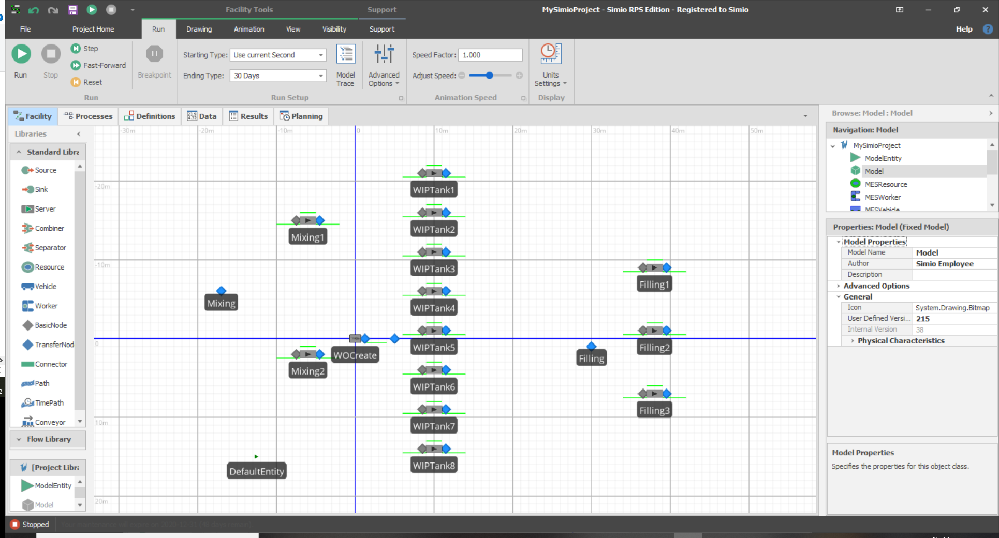 Facility Tools
Support
MySimioProject - Simio RPS Edition - Registered to Simio
File
Project Home
Run
Drawing
Animation
View
Visibility
Support
Help
Run
Stop
Step
Fast-Forward
Reset
Breakpoint
Starting Type: Use current Second
Ending Type: 30 Days
Model
Trace
Advanced
Options
Speed Factor: 1.000
Adjust Speed:
Units
Settings
Run
Run Setup
Animation Speed
Display
Facility
Processes
Definitions
Data
Results
Planning
Libraries
Standard Libra
Source
Sink
Server
Combiner
Separator
Resource
Vehicle
Worker
BasicNode
TransferNod
Connector
Path
TimePath
Conveyor
Flow Library
[Project Libra
ModelEntity
Model
-30m
-20m
-10m
0
10m
20m
30m
40m
50m
-20m
-10m
0
10m
20m
WIPTank1
WIPTank2
WIPTank3
WIPTank4
WIPTank5
WIPTank6
WIPTank7
WIPTank8
Mixing1
Mixing
Mixing2
WOCreate
DefaultEntity
Filling1
Filling2
Filling
Filling3
Browse: Model : Model
Navigation: Model
MySimioProject
ModelEntity
Model
MESResource
MESWorker
MESVehicle
Properties: Model (Fixed Model)
Model Properties
Model Name Model
Author Simio Employee
Description
Advanced Options
General
Icon System.Drawing.Bitmap
User Defined Versi... 215
Internal Version 38
Physical Characteristics
Model Properties
Specifies the properties for this object class.
Stopped